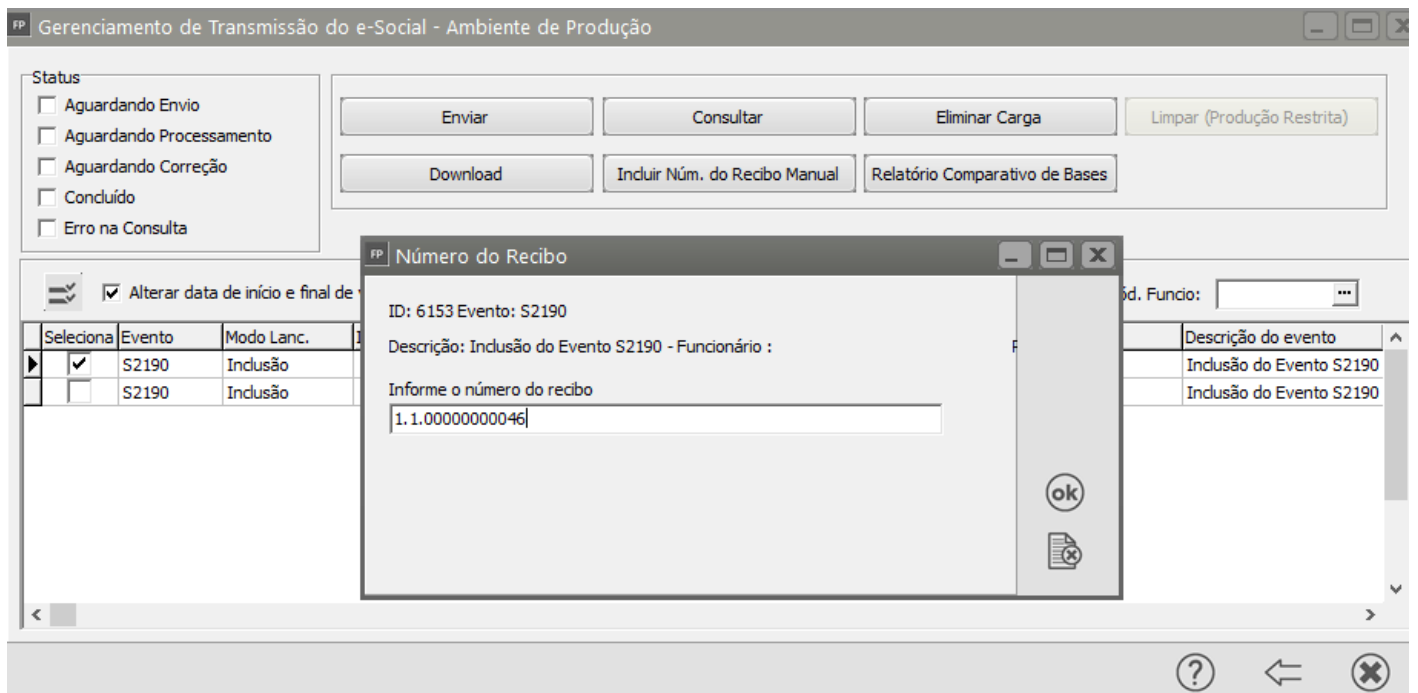 FP Gerenciamento de Transmissão do e-Social - Ambiente de Produção
Status
Aguardando Envio
Aguardando Processamento
Aguardando Correção
Concluído
Erro na Consulta
Enviar
Consultar
Eliminar Carga
Limpar (Produção Restrita)
Download
Incluir Núm. do Recibo Manual
Relatório Comparativo de Bases
Alterar data de início e final de
ód. Funcio:
...
Seleciona Evento Modo Lanc. Descrição do evento
S2190 Inclusão Inclusão do Evento S2190
S2190 Inclusão Inclusão do Evento S2190
FP Número do Recibo
ID: 6153 Evento: S2190
Descrição: Inclusão do Evento S2190 - Funcionário :
Informe o número do recibo
1.1.00000000046
ok
?